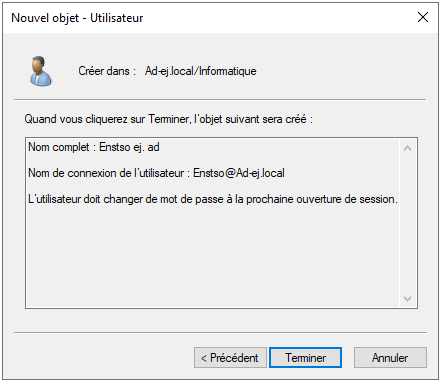 Nouvel objet - Utilisateur
Créer dans : Ad-ej.local/Informatique
Quand vous cliquerez sur Terminer, l'objet suivant sera créé :
Nom complet : Enstso ej. ad
Nom de connexion de l'utilisateur : Enstso@Ad-ej.local
L'utilisateur doit changer de mot de passe à la prochaine ouverture de session.
< Précédent Terminer Annuler